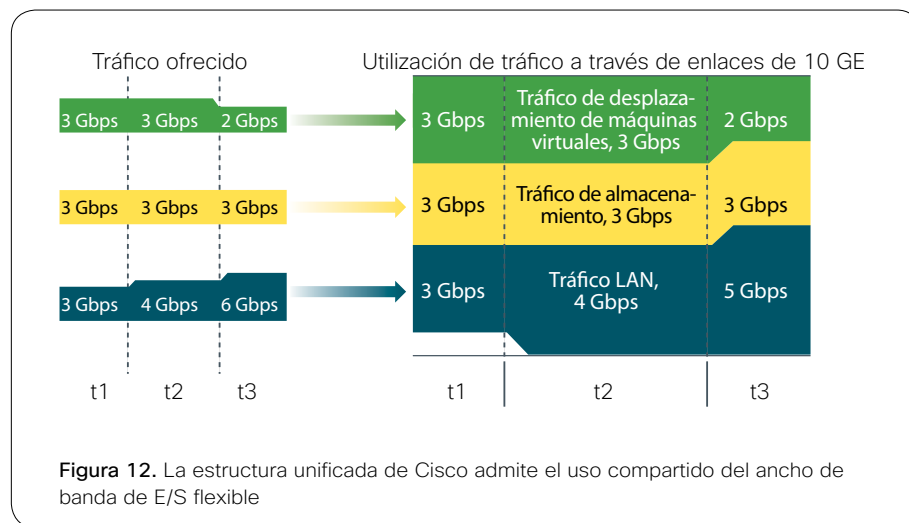 Tráfico ofrecido
Utilización de tráfico a través de enlaces de 10 GE
3 Gbps
3 Gbps
2 Gbps
3 Gbps
Tráfico de desplaza-
miento de máquinas
virtuales, 3 Gbps
2 Gbps
3 Gbps
3 Gbps
3 Gbps
3 Gbps
Tráfico de almacena-
miento, 3 Gbps
3 Gbps
3 Gbps
4 Gbps
6 Gbps
3 Gbps
Tráfico LAN,
4 Gbps
5 Gbps
t1
t2
t3
t1
t2
t3
Figura 12. La estructura unificada de Cisco admite el uso compartido del ancho de
banda de E/S flexible